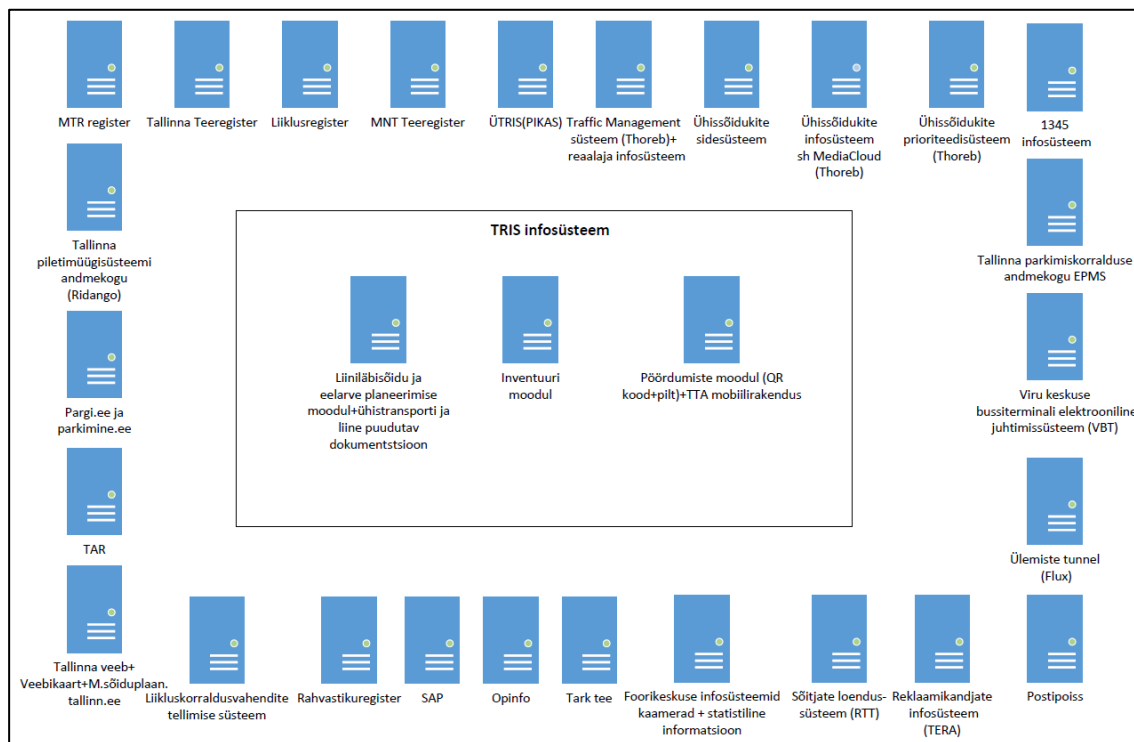 MTR register
Tallinna Teeregister
Liiklusregister
MNT Teeregister
ÜTRIS(PIKAS)
Traffic Management
süsteem (Thoreb)+
reaalaja infosüsteem
Ühissõidukite
sidesüsteem
Ühissõidukite
infosüsteem
sh MediaCloud
(Thoreb)
Ühissõidukite
prioriteedisüsteem
(Thoreb)
1345
infosüsteem
Tallinna
piletimüügisüsteemi
andmekogu
(Ridango)
TRIS infosüsteem
Tallinna parkimiskorralduse
andmekogu EPMS
Liiniläbisõidu ja
eelarve planeerimise
moodul+ühistransporti ja
liine puudutav
dokumentstsioon
Inventuuri
moodul
Pöördumiste moodul (QR
kood+pilt)+TTA mobiilirakendus
Pargi.ee ja
parkimine.ee
Viru keskuse
bussiterminali elektrooniline
juhtimissüsteem (VBT)
TAR
Ülemiste tunnel
(Flux)
Tallinna veeb+
Veebikaart+M.sõiduplaan.
tallinn.ee
Liikluskorraldusvahendite
tellimise süsteem
Rahvastikuregister
SAP
Opinfo
Tark tee
Foorikeskuse infosüsteemid
kaamerad + statistiline
informatsioon
Sõitjate loendus-
süsteem (RTT)
Reklaamikandjate
infosüsteem
(TERA)
Postipoiss